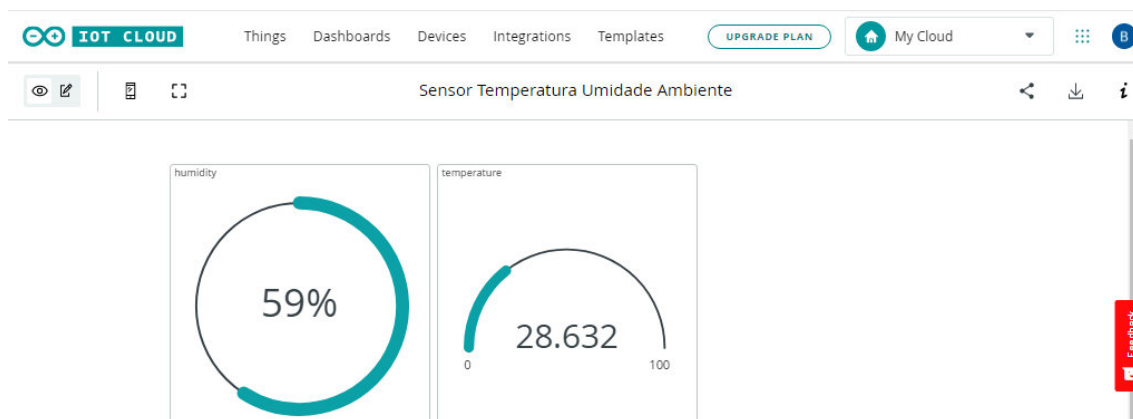 IOT CLOUD Things Dashboards Devices Integrations Templates UPGRADE PLAN My Cloud B
Sensor Temperatura Umidade Ambiente i
humidity temperature
59% 28.632
0 100
Feedback